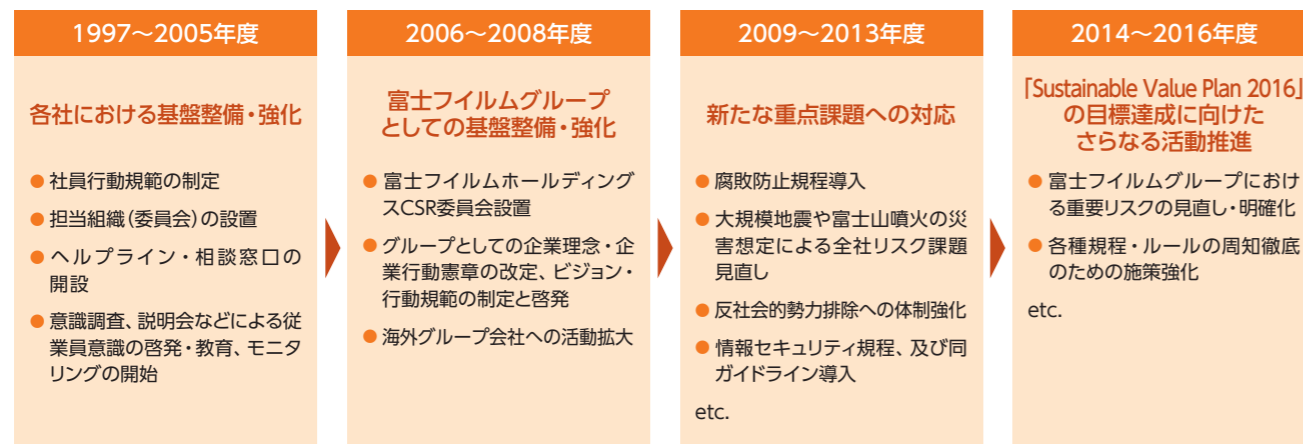 1997〜2005年度
各社における基盤整備・強化
● 社員行動規範の制定
● 担当組織(委員会)の設置
● ヘルプライン・相談窓口の
開設
● 意識調査、説明会などによる従
業員意識の啓発・教育、モニタ
リングの開始
2006〜2008年度
富士フイルムグループ
としての基盤整備・強化
● 富士フイルムホールディング
スCSR委員会設置
● グループとしての企業理念・企
業行動憲章の改定、ビジョン・
行動規範の制定と啓発
● 海外グループ会社への活動拡大
2009〜2013年度
新たな重点課題への対応
● 腐敗防止規程導入
● 大規模地震や富士山噴火の災
害想定による全社リスク課題
見直し
● 反社会的勢力排除への体制強化
● 情報セキュリティ規程、及び同
ガイドライン導入
etc.
2014〜2016年度
「Sustainable Value Plan 2016」
の目標達成に向けた
さらなる活動推進
● 富士フイルムグループにおけ
る重要リスクの見直し・明確化
● 各種規程・ルールの周知徹底
のための施策強化
etc.